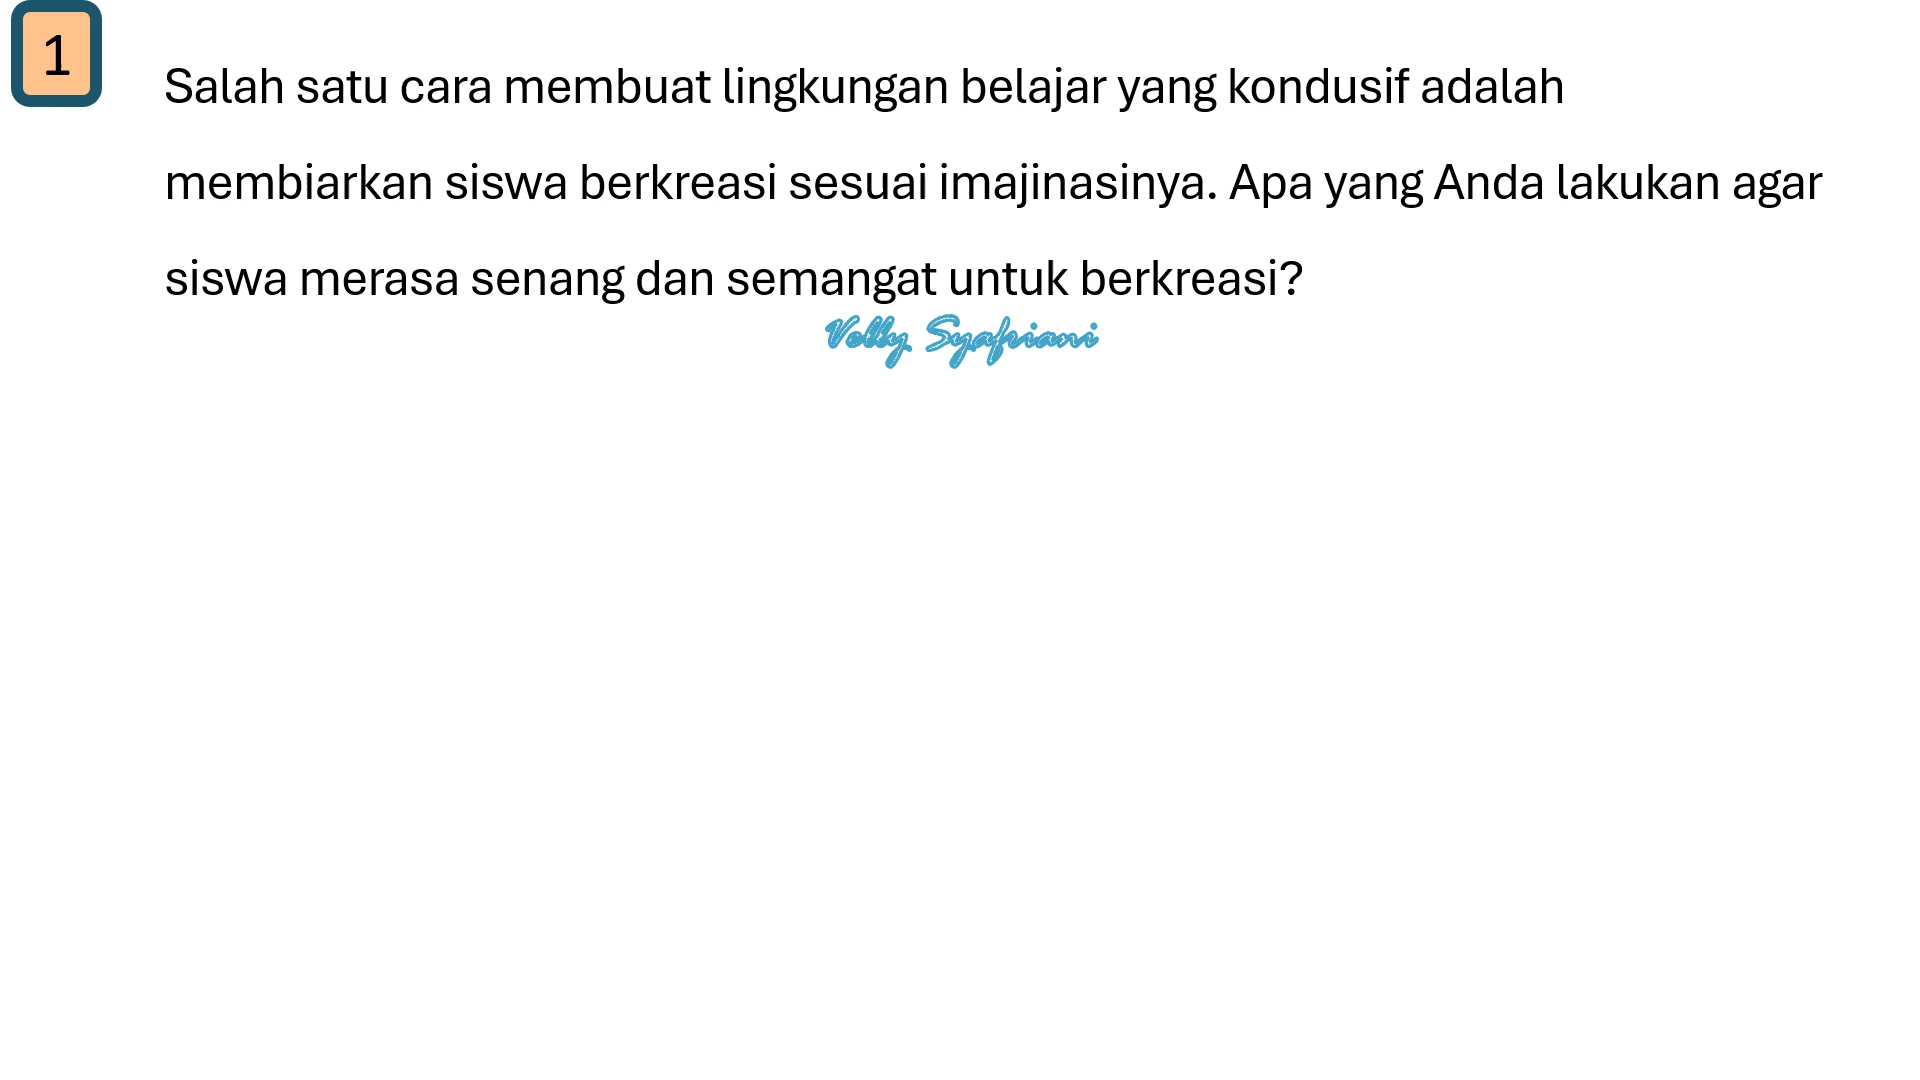 1
Salah satu cara membuat lingkungan belajar yang kondusif adalah
membiarkan siswa berkreasi sesuai imajinasinya. Apa yang Anda lakukan agar
siswa merasa senang dan semangat untuk berkreasi?
Velly Syafriani